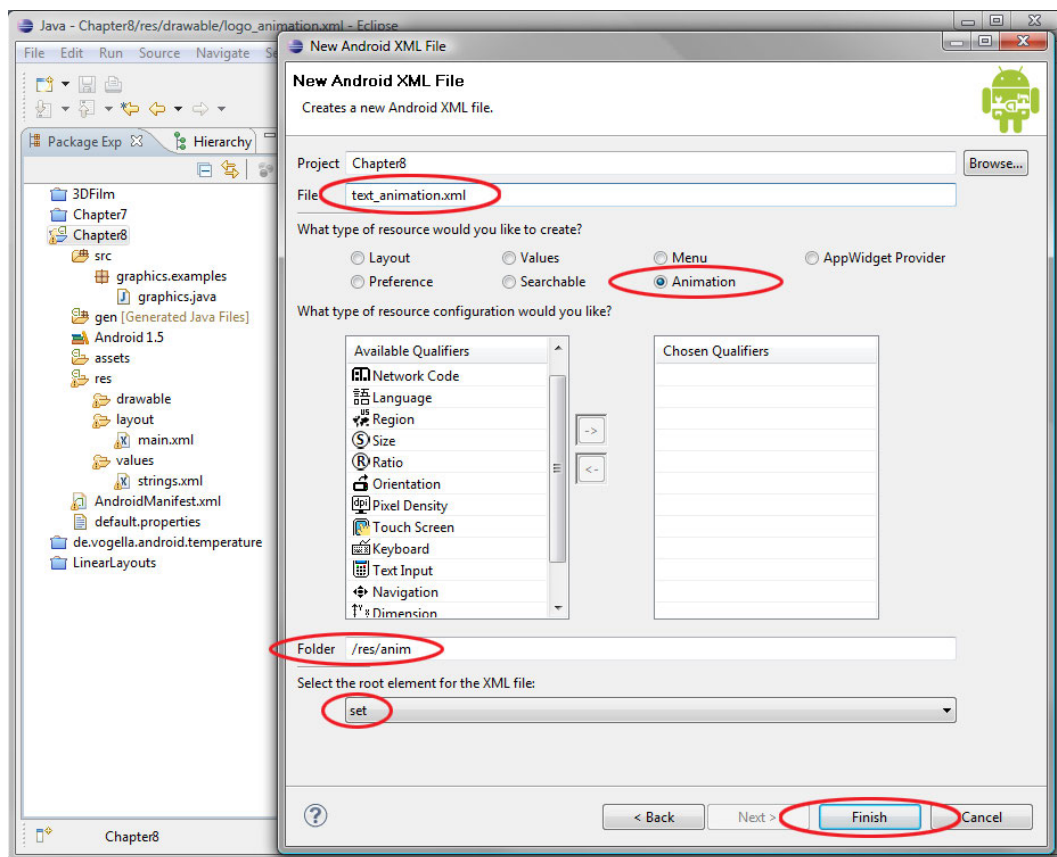 Java - Chapter8/res/drawable/logo_animation.xml - Eclipse
File Edit Run Source Navigate
Package Exp
Hierarchy
3DFilm
Chapter7
Chapter8
src
graphics.examples
graphics.java
gen [Generated Java Files]
Android 1.5
assets
res
drawable
layout
main.xml
values
strings.xml
AndroidManifest.xml
default.properties
de.vogella.android.temperature
LinearLayouts
Chapter8
New Android XML File
New Android XML File
Creates a new Android XML file.
Project Chapter8 Browse...
File text_animation.xml
What type of resource would you like to create?
Layout Values Menu AppWidget Provider
Preference Searchable Animation
What type of resource configuration would you like?
Available Qualifiers
Network Code
Language
Region
Size
Ratio
Orientation
Pixel Density
Touch Screen
Keyboard
Text Input
Navigation
Dimension
->
<-
Chosen Qualifiers
Folder /res/anim
Select the root element for the XML file:
set
? < Back Next > Finish Cancel